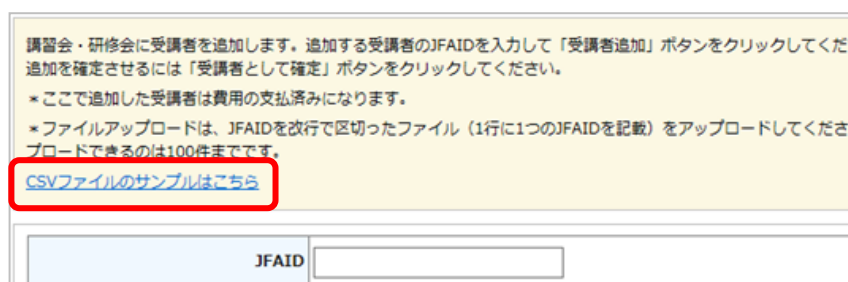 講習会・研修会に受講者を追加します。追加する受講者のJFAIDを入力して「受講者追加」ボタンをクリックしてくだ
追加を確定させるには「受講者として確定」ボタンをクリックしてください。
*ここで追加した受講者は費用の支払済みになります。
*ファイルアップロードは、JFAIDを改行で区切ったファイル（1行に1つのJFAIDを記載）をアップロードしてくださ
プロードできるのは100件までです。
CSVファイルのサンプルはこちら
JFAID